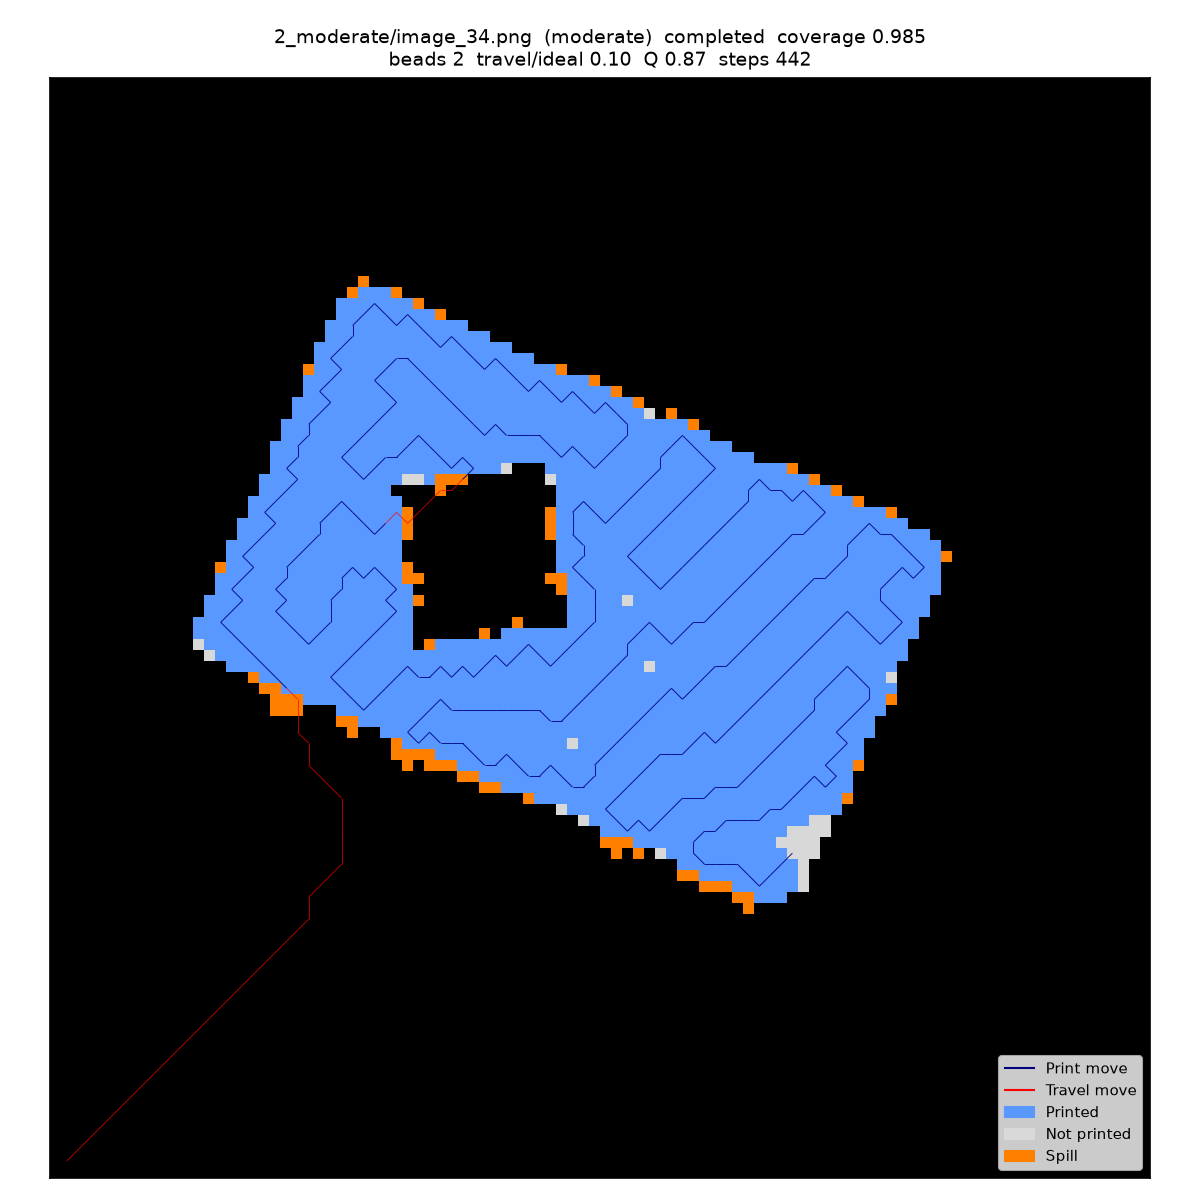 2_moderate/image_34.png  (moderate)  completed  coverage 0.985
beads 2  travel/ideal 0.10  Q 0.87  steps 442
Print move
Travel move
Printed
Not printed
Spill